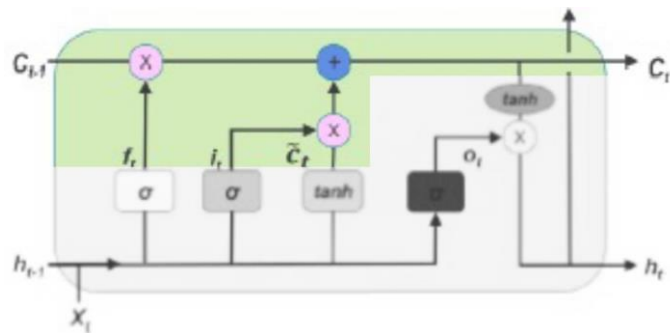 C_{t-1} X + C_t
tanh
f_t i_t c̃_t X o_t X
σ σ tanh σ
h_{t-1} h_t
X_t